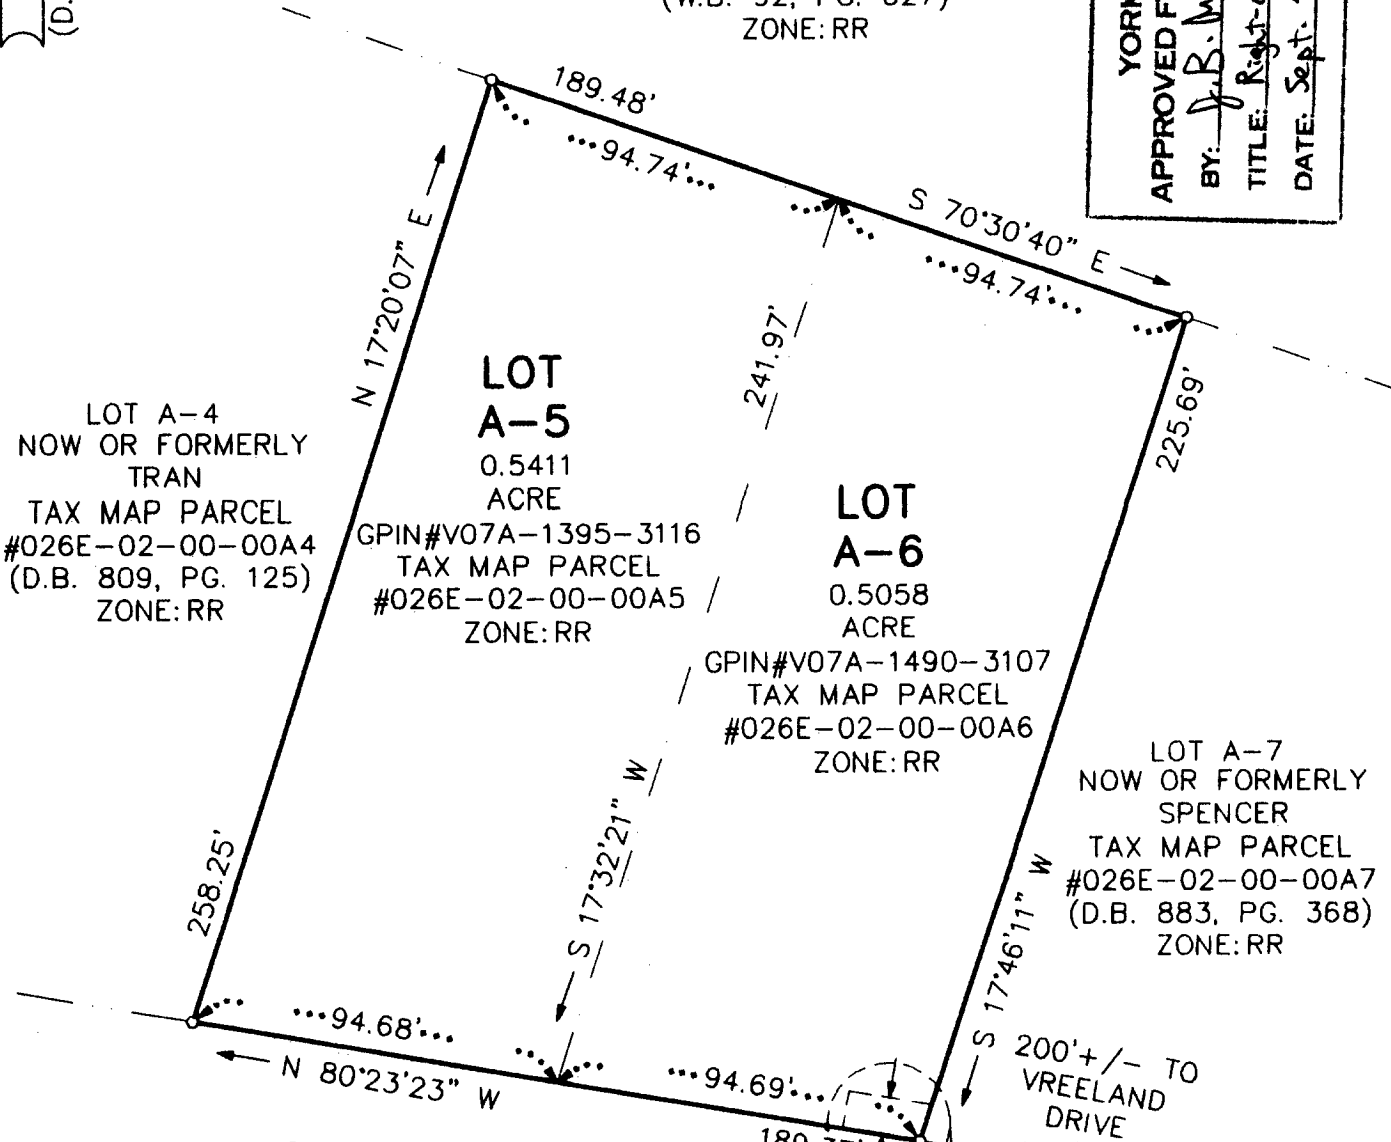 ZONE: RR
YORK
APPROVED F
BY: J.B. M
TITLE: Right-
DATE: Sept.
189.48'
94.74'
S 70°30'40" E
94.74'
N 17°20'07" E
241.97'
225.69'
LOT
A-5
0.5411
ACRE
GPIN#V07A-1395-3116
TAX MAP PARCEL
#026E-02-00-00A5
ZONE: RR
LOT A-4
NOW OR FORMERLY
TRAN
TAX MAP PARCEL
#026E-02-00-00A4
(D.B. 809, PG. 125)
ZONE: RR
LOT
A-6
0.5058
ACRE
GPIN#V07A-1490-3107
TAX MAP PARCEL
#026E-02-00-00A6
ZONE: RR
LOT A-7
NOW OR FORMERLY
SPENCER
TAX MAP PARCEL
#026E-02-00-00A7
(D.B. 883, PG. 368)
ZONE: RR
258.25'
S 17°32'21" W
S 17°46'11" W
94.68'
N 80°23'23" W
94.69'
200'+/- TO
VREELAND
DRIVE